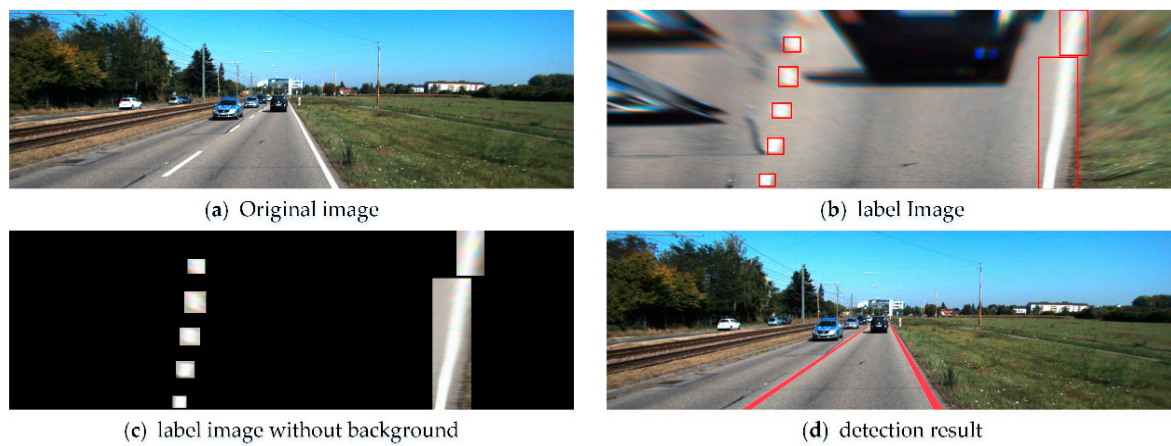 (a) Original image
(b) label Image
(c) label image without background
(d) detection result